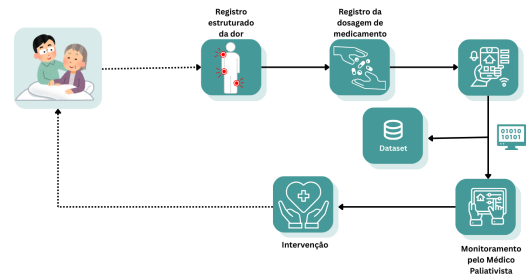 Registro
estruturado
da dor
Registro da
dosagem de
medicamento
01010
10101
Dataset
Intervenção
Monitoramento
pelo Médico
Paliativista